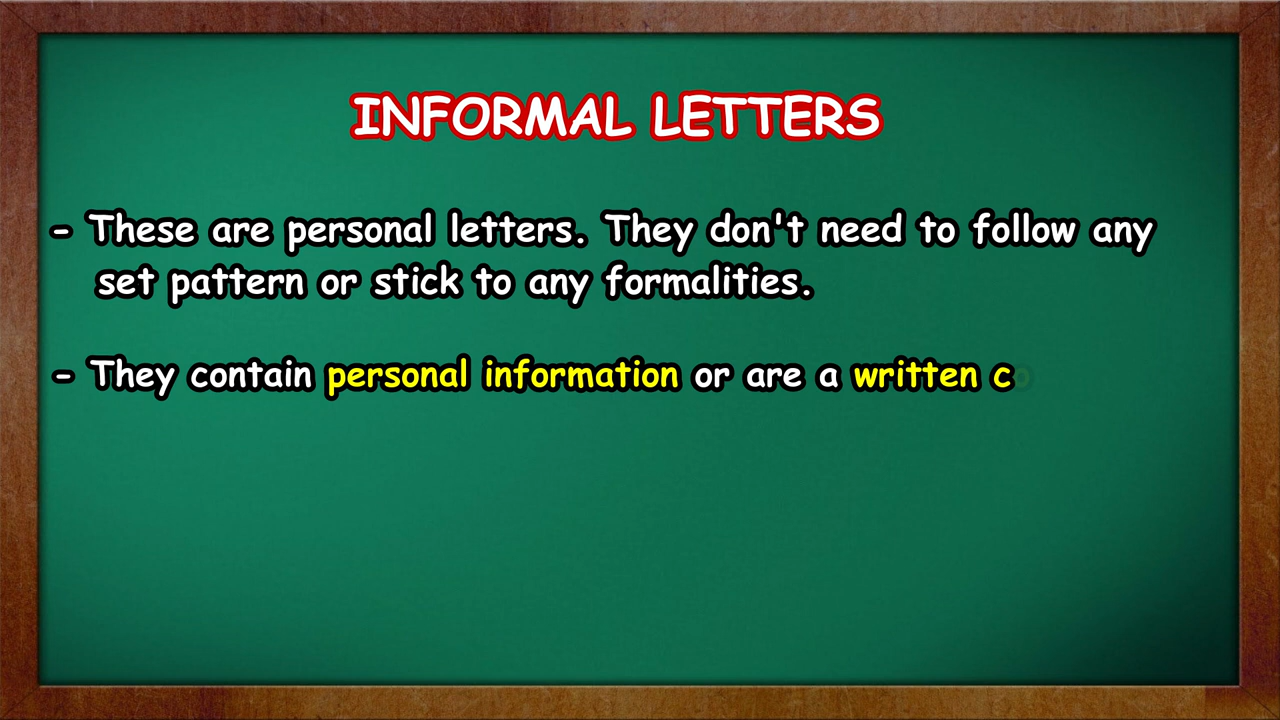 INFORMAL LETTERS
- These are personal letters. They don't need to follow any
set pattern or stick to any formalities.
- They contain personal information or are a written co